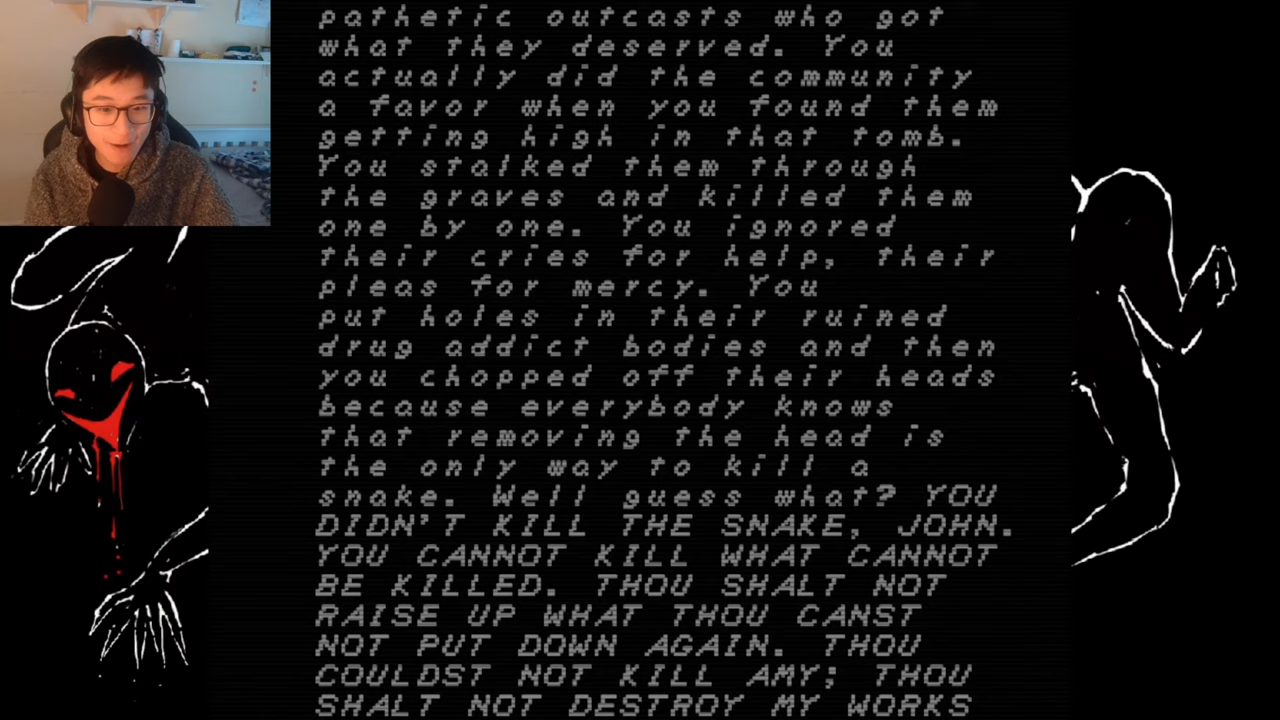 pathetic outcasts who got
what they deserved. You
actually did the community
a favor when you found them
getting high in that tomb.
You stalked them through
the graves and killed them
one by one. You ignored
their cries for help, their
pleas for mercy. You
put holes in their ruined
drug addict bodies and then
you chopped off their heads
because everybody knows
that removing the head is
the only way to kill a
snake. Well guess what? YOU
DIDN'T KILL THE SNAKE, JOHN.
YOU CANNOT KILL WHAT CANNOT
BE KILLED. THOU SHALT NOT
RAISE UP WHAT THOU CANST
NOT PUT DOWN AGAIN. THOU
COULDST NOT KILL AMY; THOU
SHALT NOT DESTROY MY WORKS